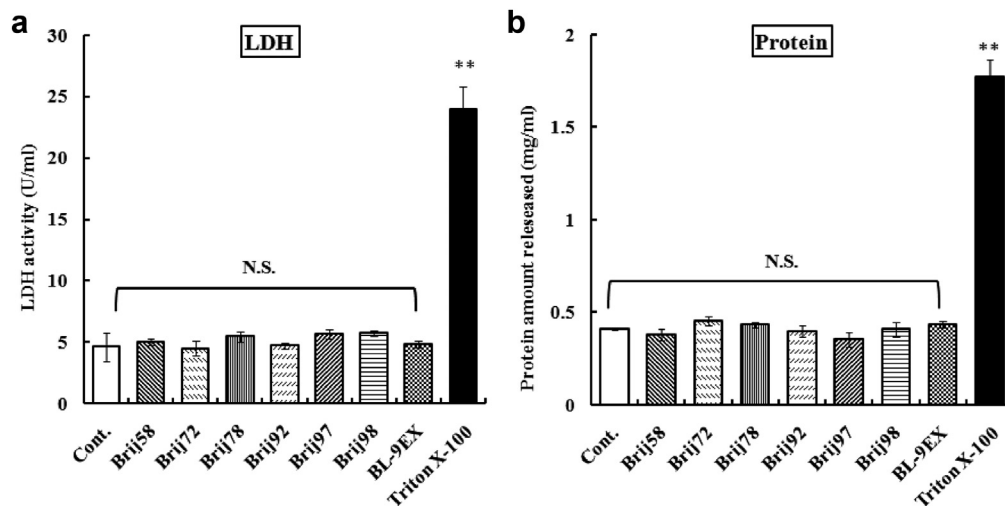 a
LDH
LDH activity (U/ml)
30
25
20
15
10
5
0
**
N.S.
Cont.
Brij58
Brij72
Brij78
Brij92
Brij97
Brij98
BL-9EX
Triton X-100
b
Protein
Protein amount releseased (mg/ml)
2
1.5
1
0.5
0
**
N.S.
Cont.
Brij58
Brij72
Brij78
Brij92
Brij97
Brij98
BL-9EX
Triton X-100